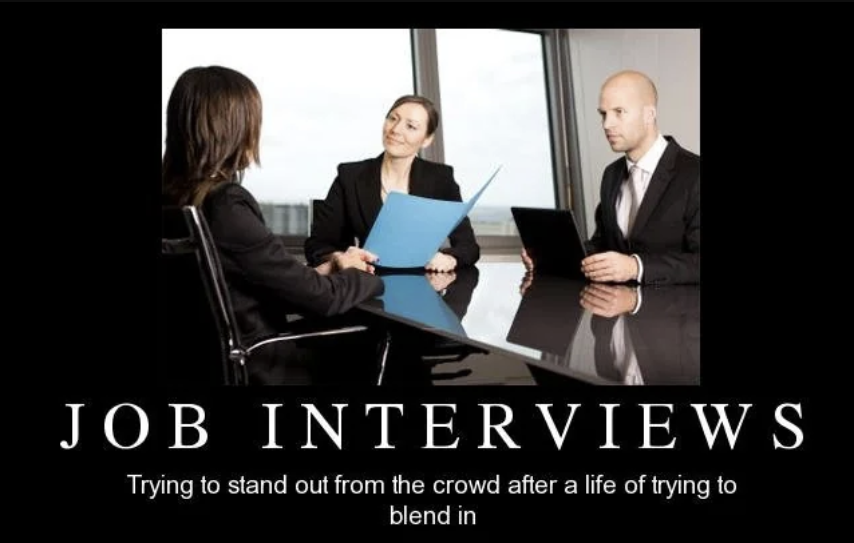 JOB INTERVIEWS
Trying to stand out from the crowd after a life of trying to
blend in